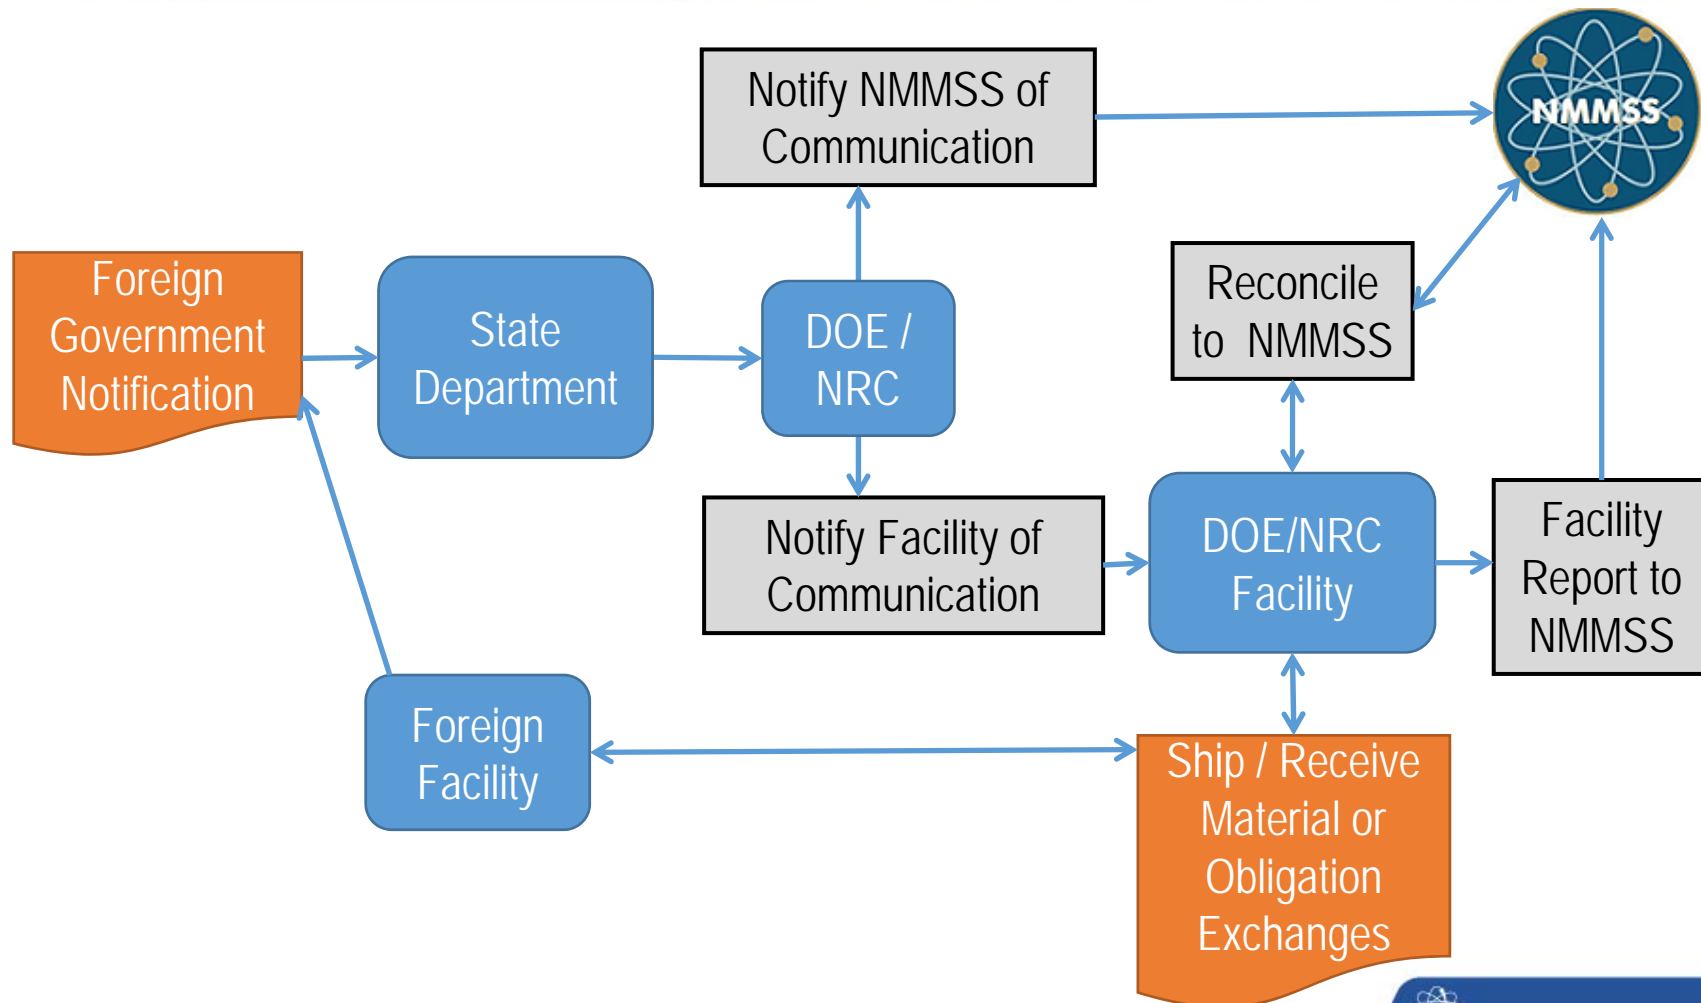 Notify NMMSS of
Communication
NMMSS
Foreign
Government
Notification
State
Department
DOE /
NRC
Reconcile
to NMMSS
Notify Facility of
Communication
DOE/NRC
Facility
Facility
Report to
NMMSS
Foreign
Facility
Ship / Receive
Material or
Obligation
Exchanges